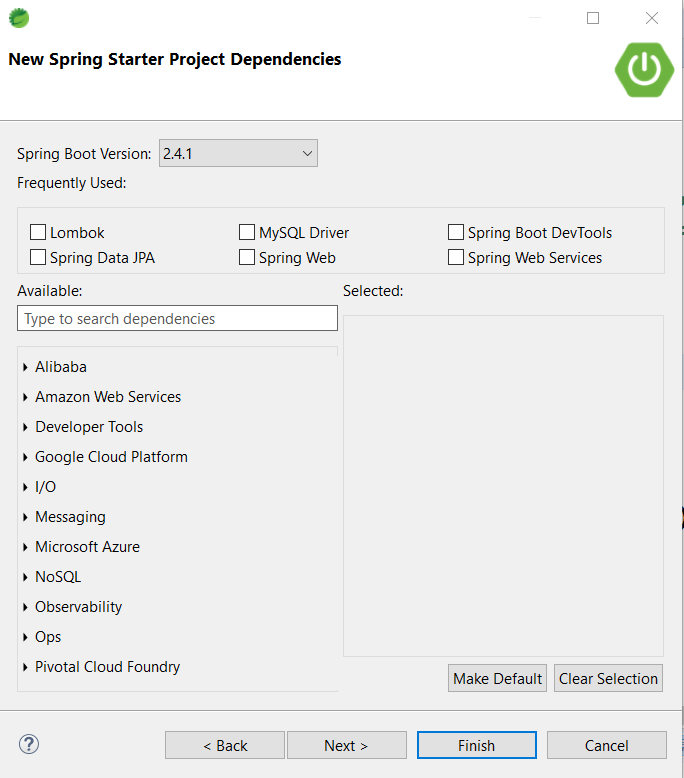 New Spring Starter Project Dependencies
Spring Boot Version: 2.4.1
Frequently Used:
Lombok MySQL Driver Spring Boot DevTools
Spring Data JPA Spring Web Spring Web Services
Available: Selected:
Type to search dependencies
Alibaba
Amazon Web Services
Developer Tools
Google Cloud Platform
I/O
Messaging
Microsoft Azure
NoSQL
Observability
Ops
Pivotal Cloud Foundry
Make Default Clear Selection
? < Back Next > Finish Cancel